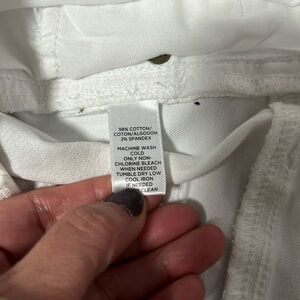 98% COTTON/
COTTON/ALGODON
2% SPANDEX
MACHINE WASH
COLD
ONLY NON-
CHLORINE BLEACH
WHEN NEEDED
TUMBLE DRY LOW
COOL IRON
IF NEEDED
CLEAN